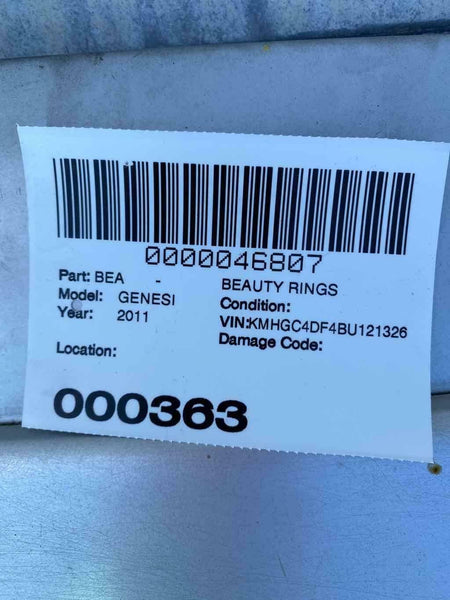 0000046807
Part: BEA - BEAUTY RINGS
Model: GENESI Condition:
Year: 2011 VIN:KMHGC4DF4BU121326
Damage Code:
Location:
000363